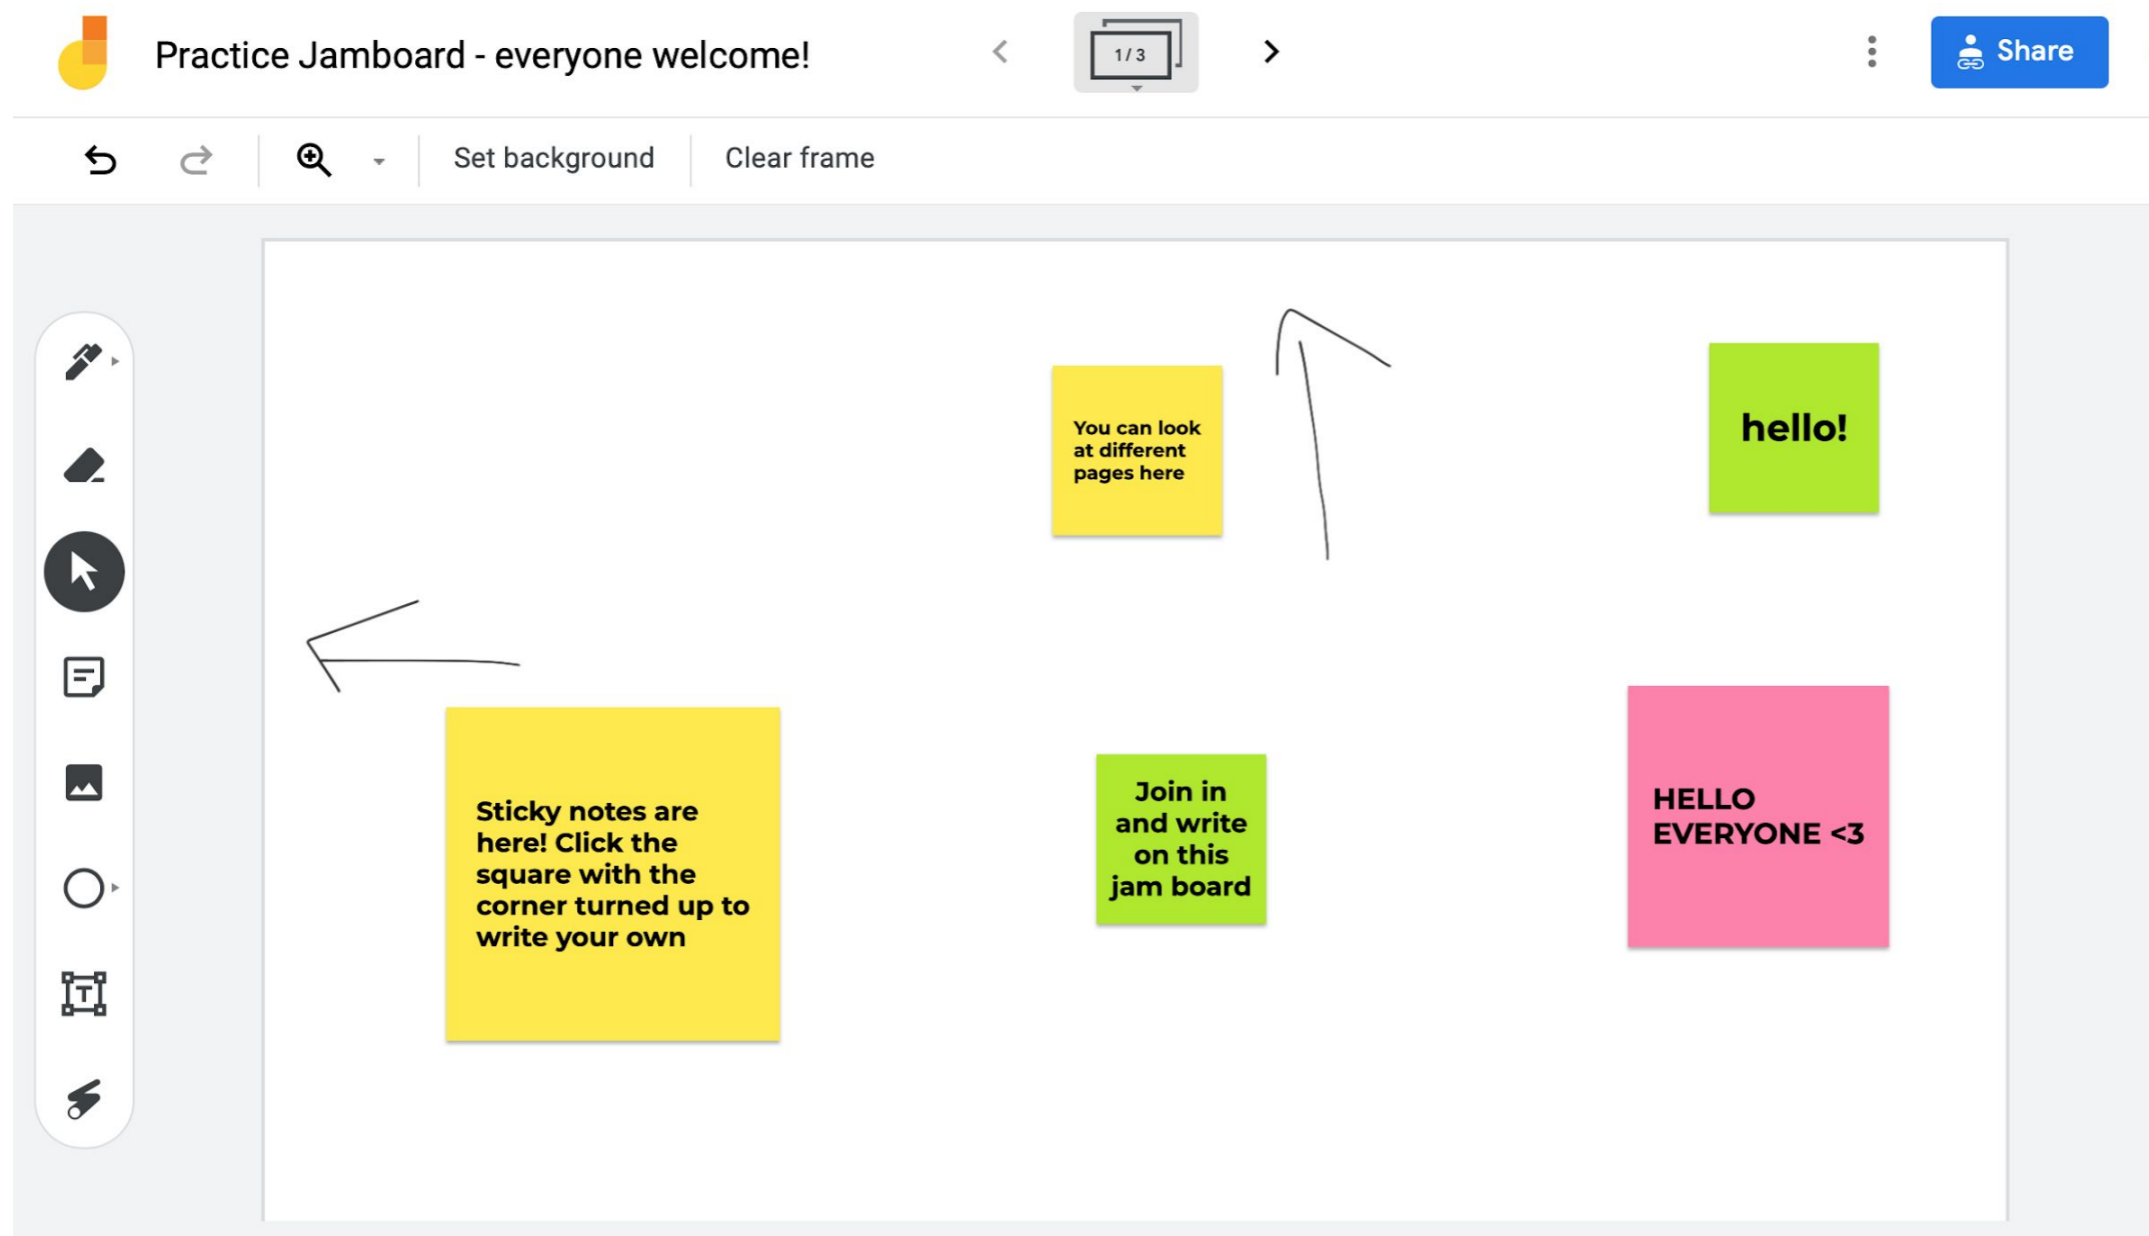 Practice Jamboard - everyone welcome!
1 / 3
Share
Set background
Clear frame
You can look
at different
pages here
hello!
Sticky notes are
here! Click the
square with the
corner turned up to
write your own
Join in
and write
on this
jam board
HELLO
EVERYONE <3